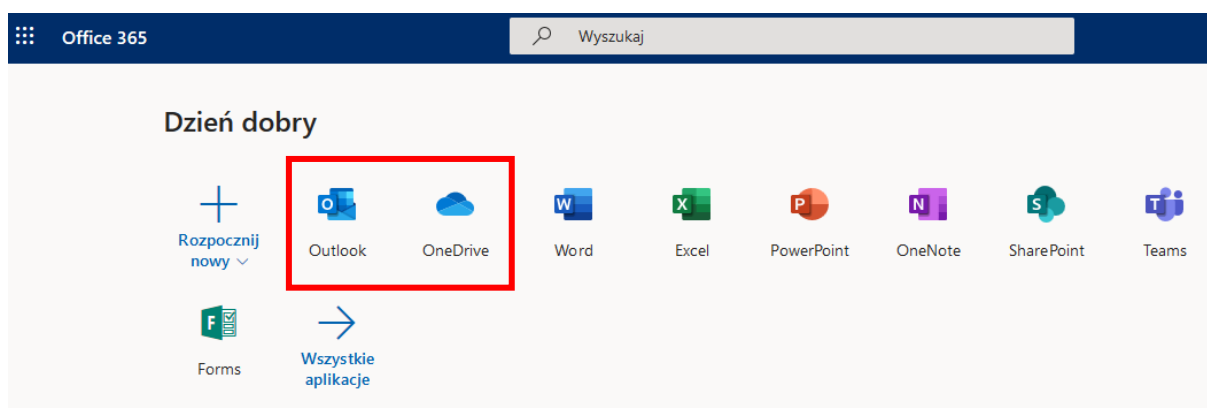 Office 365
Wyszukaj
Dzień dobry
Rozpocznij
nowy
Outlook
OneDrive
Word
Excel
PowerPoint
OneNote
SharePoint
Teams
Forms
Wszystkie
aplikacje